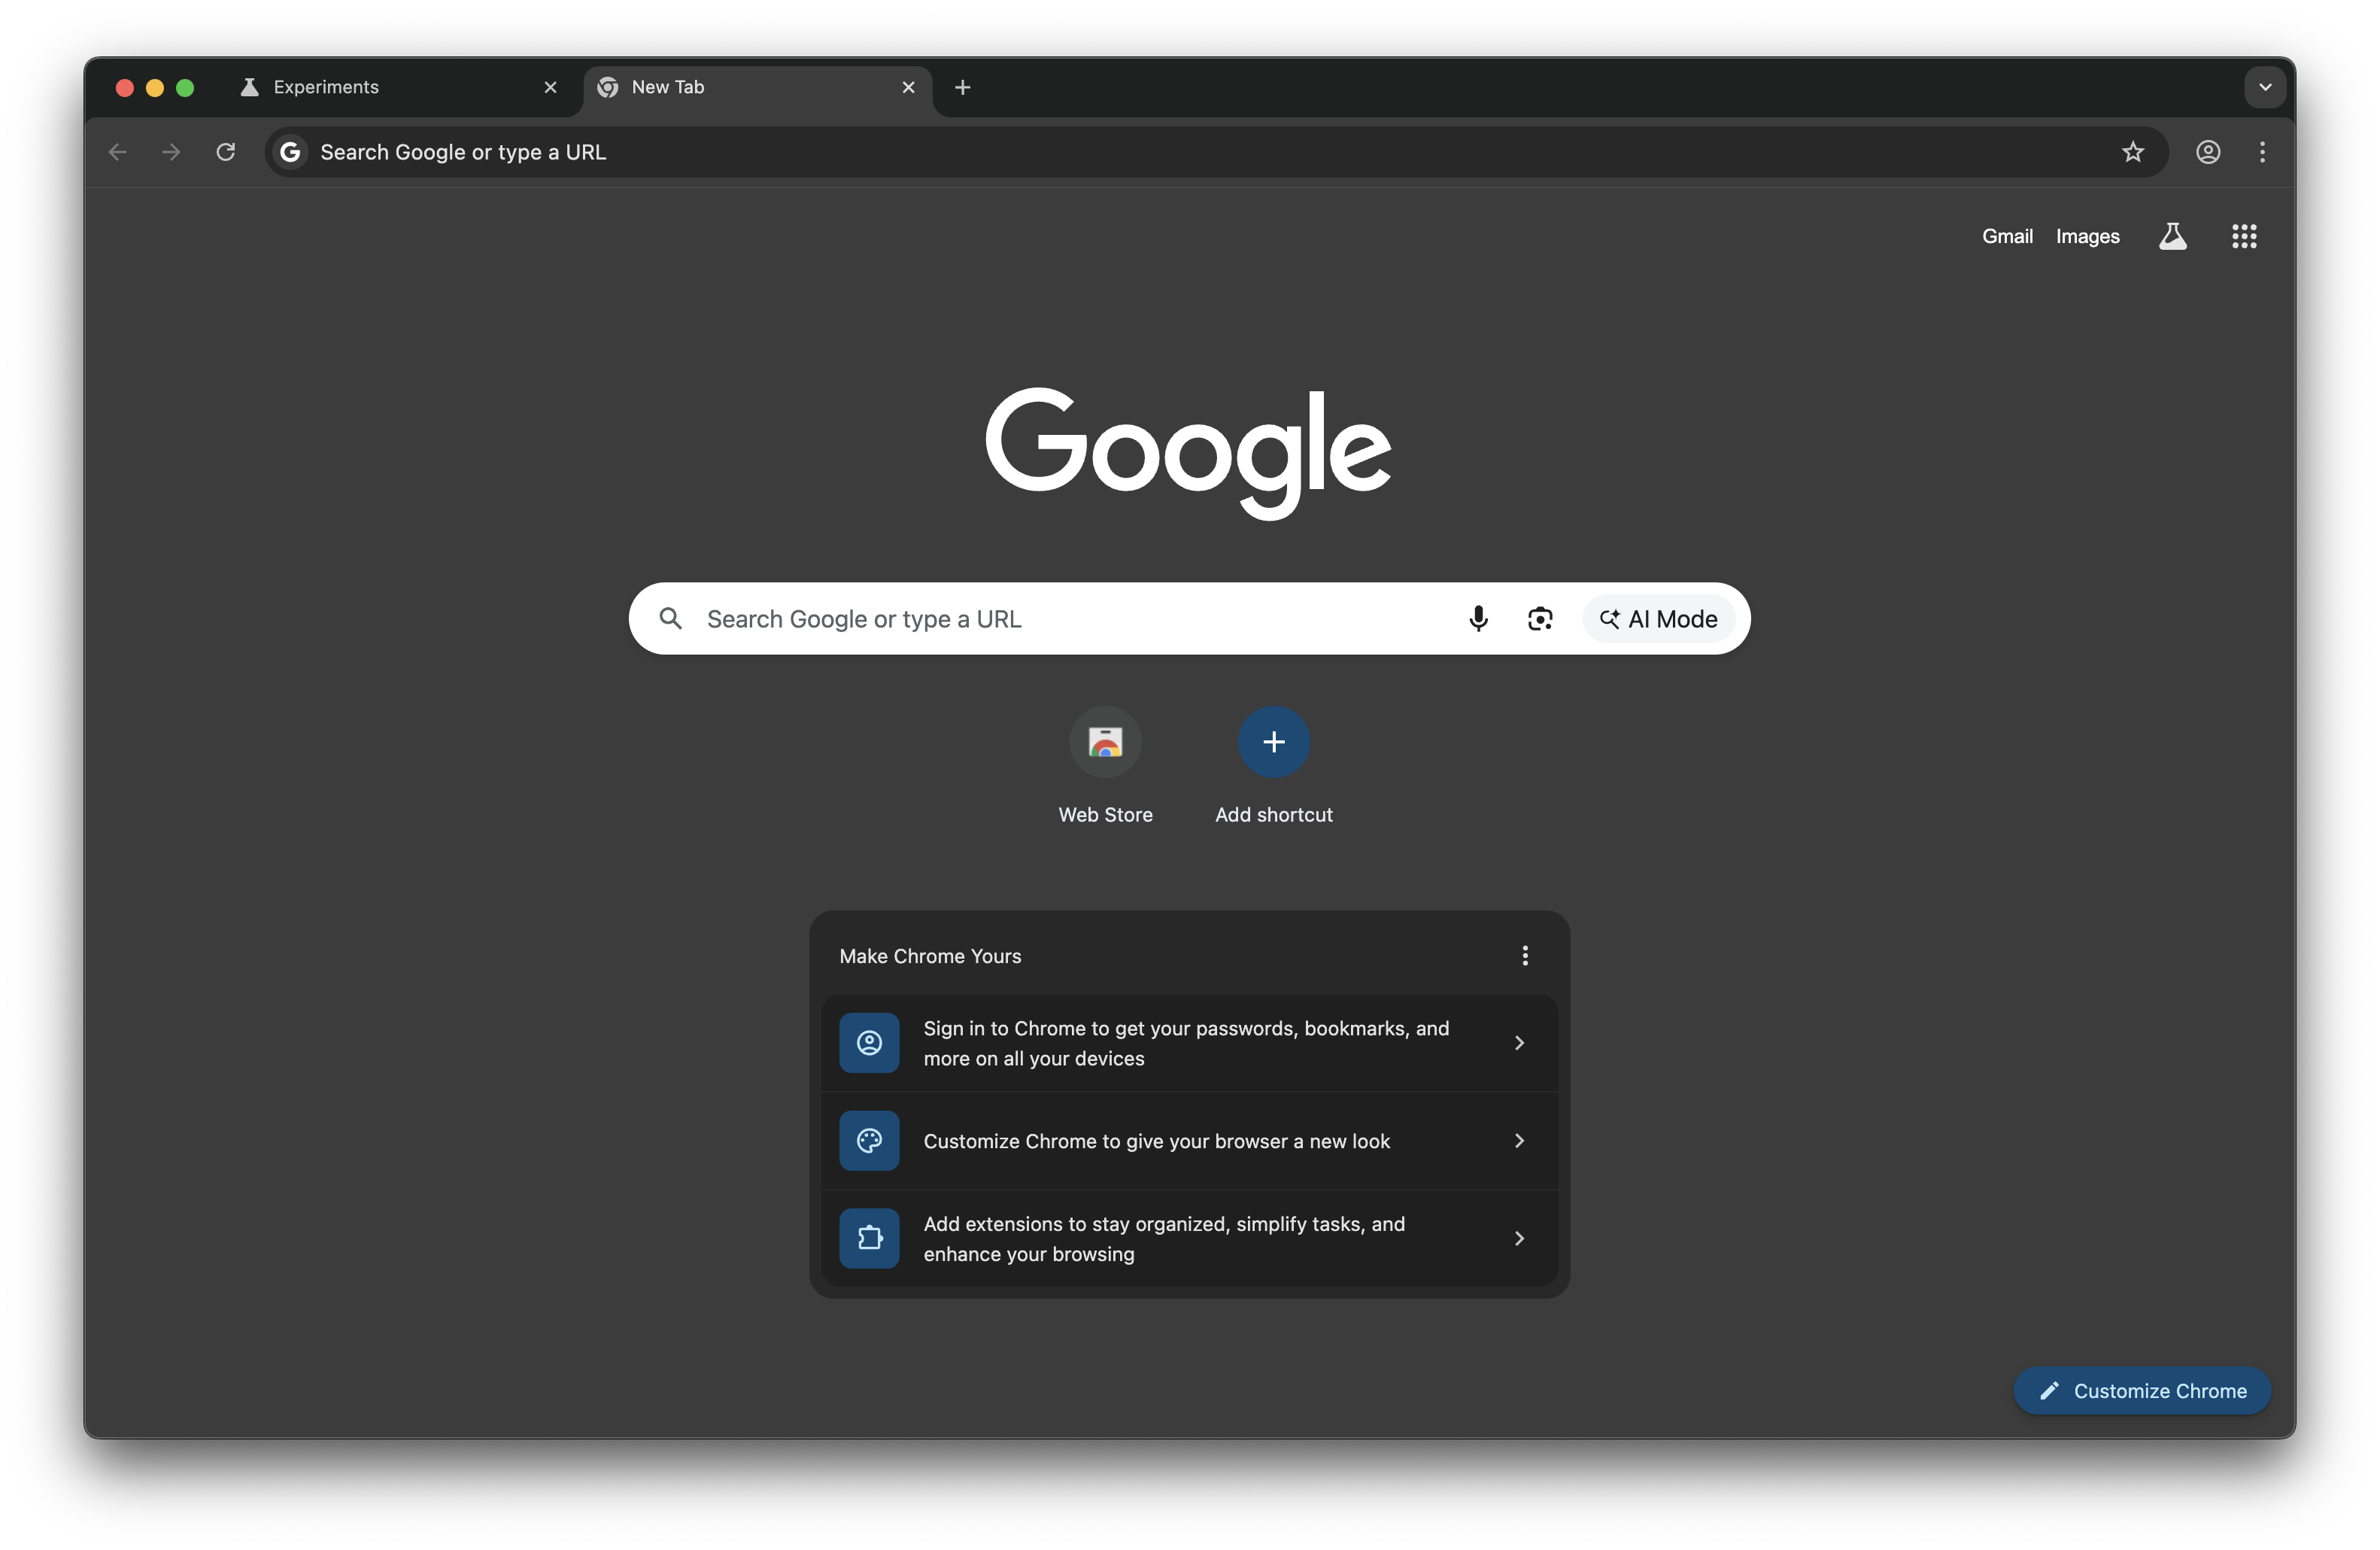 Experiments
New Tab
Search Google or type a URL
Gmail Images
Google
Search Google or type a URL
AI Mode
Web Store
Add shortcut
Make Chrome Yours
Sign in to Chrome to get your passwords, bookmarks, and
more on all your devices
Customize Chrome to give your browser a new look
Add extensions to stay organized, simplify tasks, and
enhance your browsing
Customize Chrome